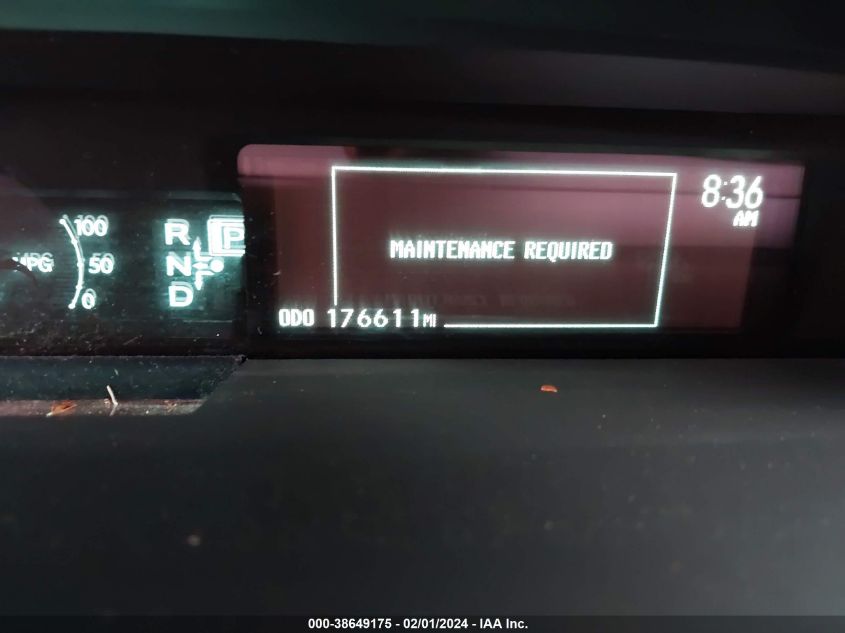 8:36
AM
100
R P
MPG 50 N
0 D
MAINTENANCE REQUIRED
ODO 176611MI
000-38649175 - 02/01/2024 - IAA Inc.